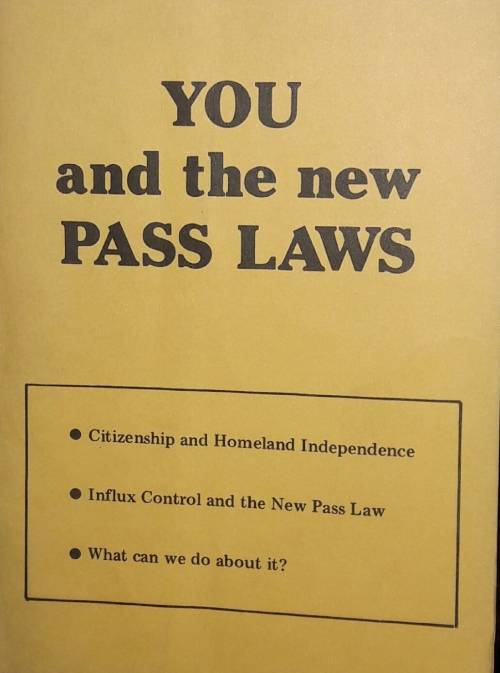 YOU
and the new
PASS LAWS
● Citizenship and Homeland Independence
● Influx Control and the New Pass Law
● What can we do about it?